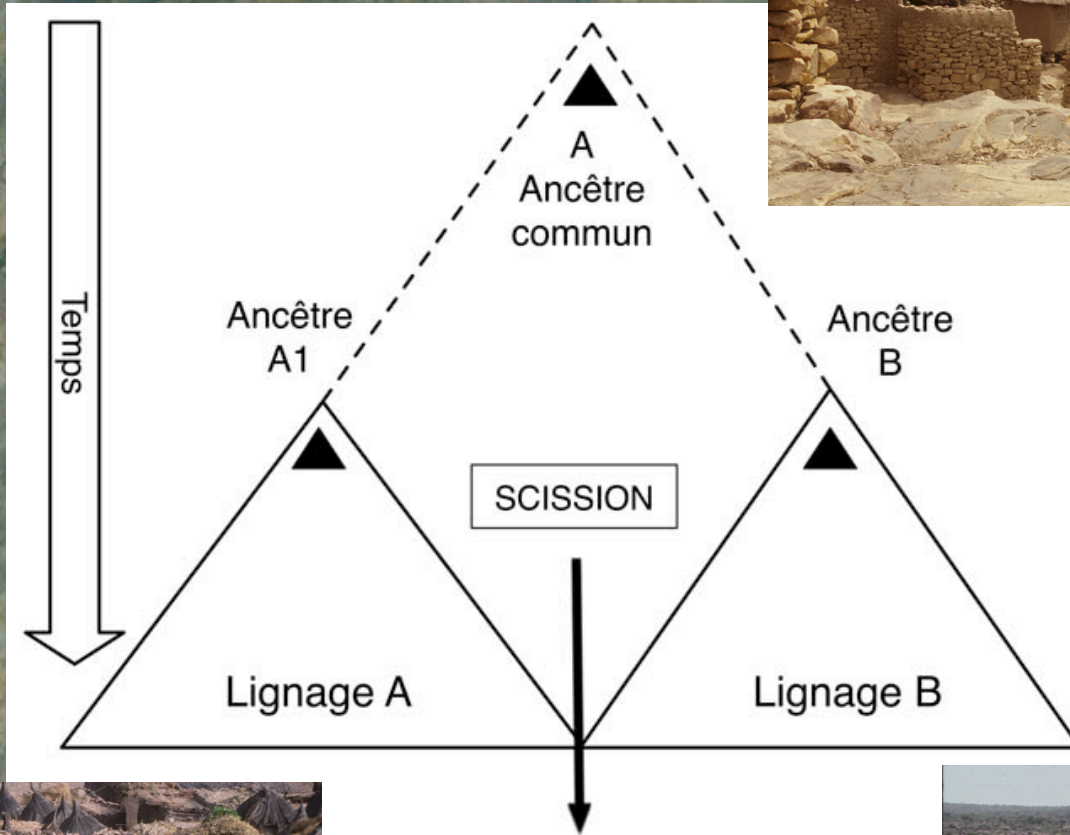 Temps
A
Ancêtre
commun
Ancêtre
A1
Ancêtre
B
SCISSION
Lignage A
Lignage B